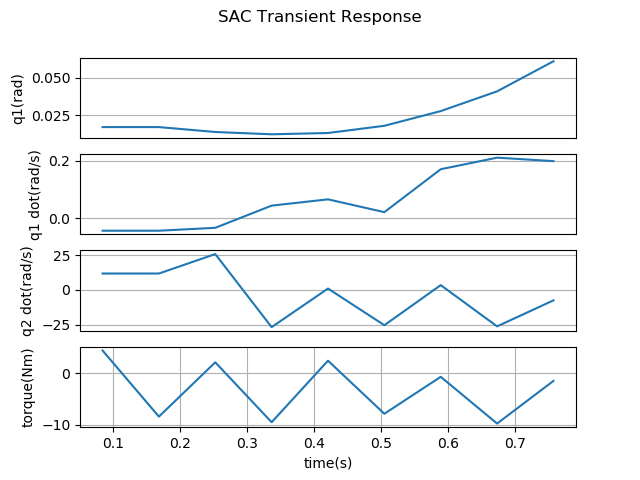 SAC Transient Response
q1(rad)
0.050
0.025
q1 dot(rad/s)
0.2
0.0
q2 dot(rad/s)
25
0
−25
torque(Nm)
0
−10
0.1 0.2 0.3 0.4 0.5 0.6 0.7
time(s)